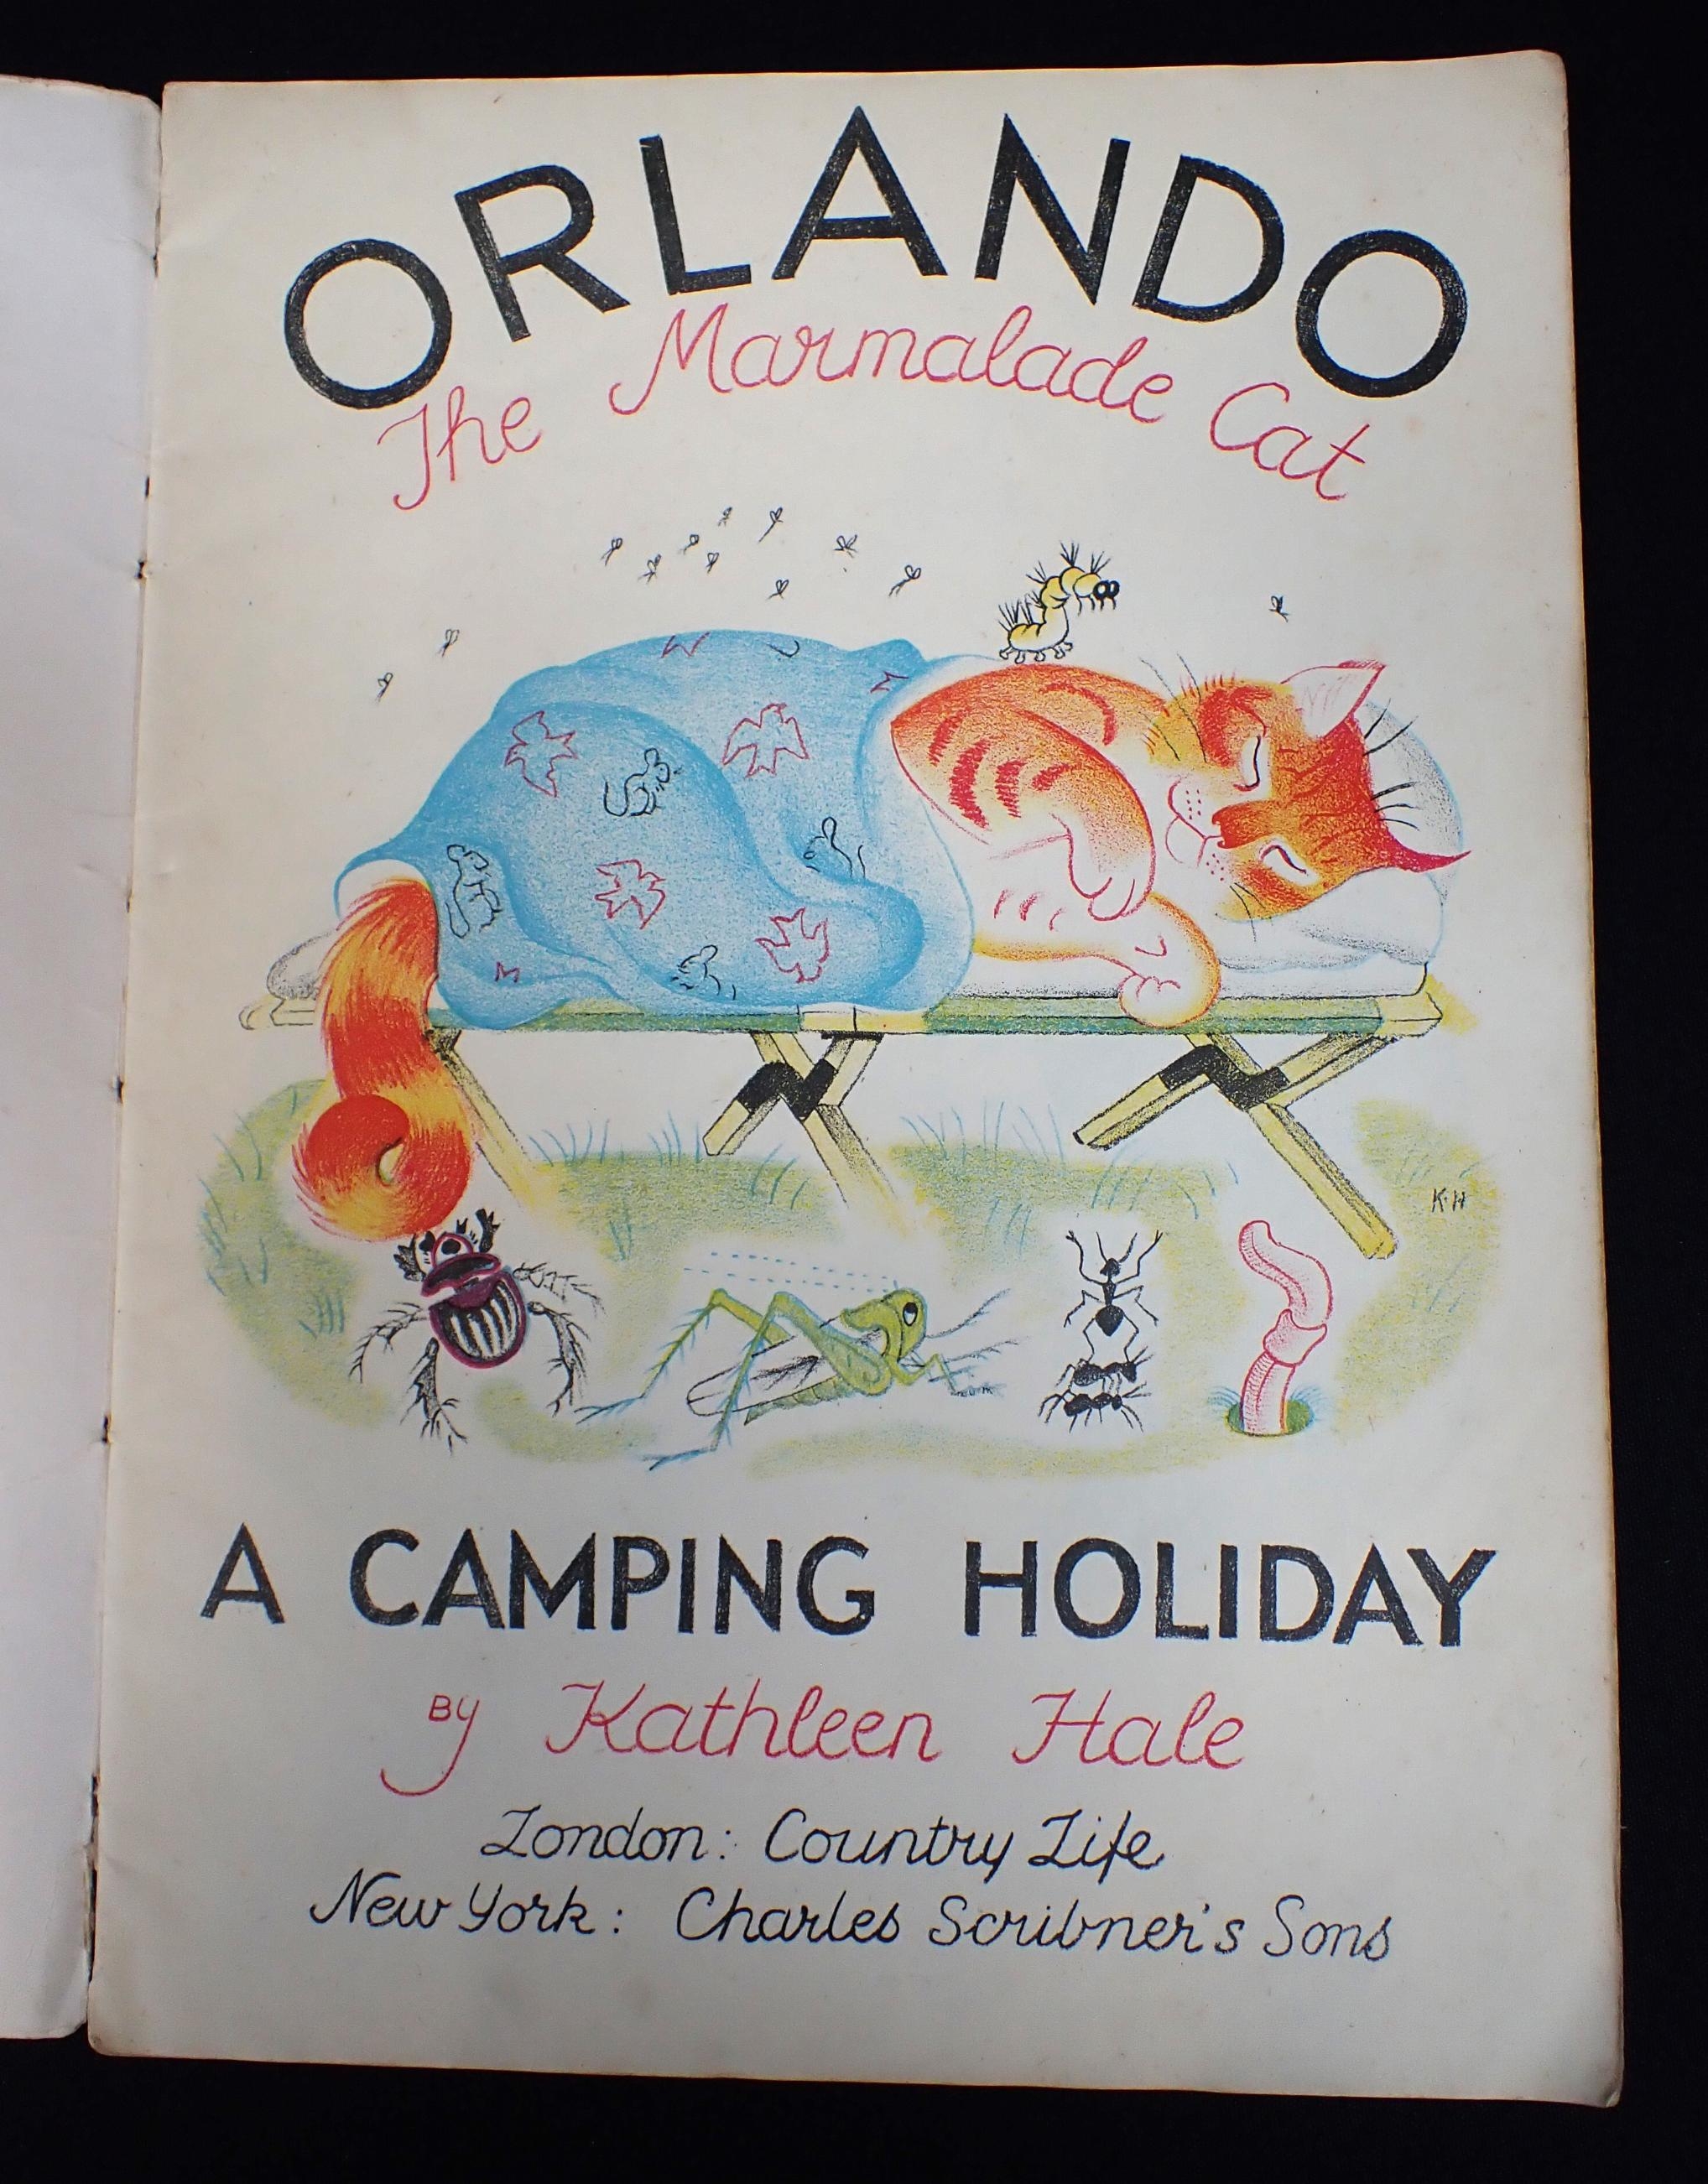 ORLANDO
The Marmalade Cat
K·H
A CAMPING HOLIDAY
BY Kathleen Hale
London: Country Life
New York: Charles Scribner's Sons